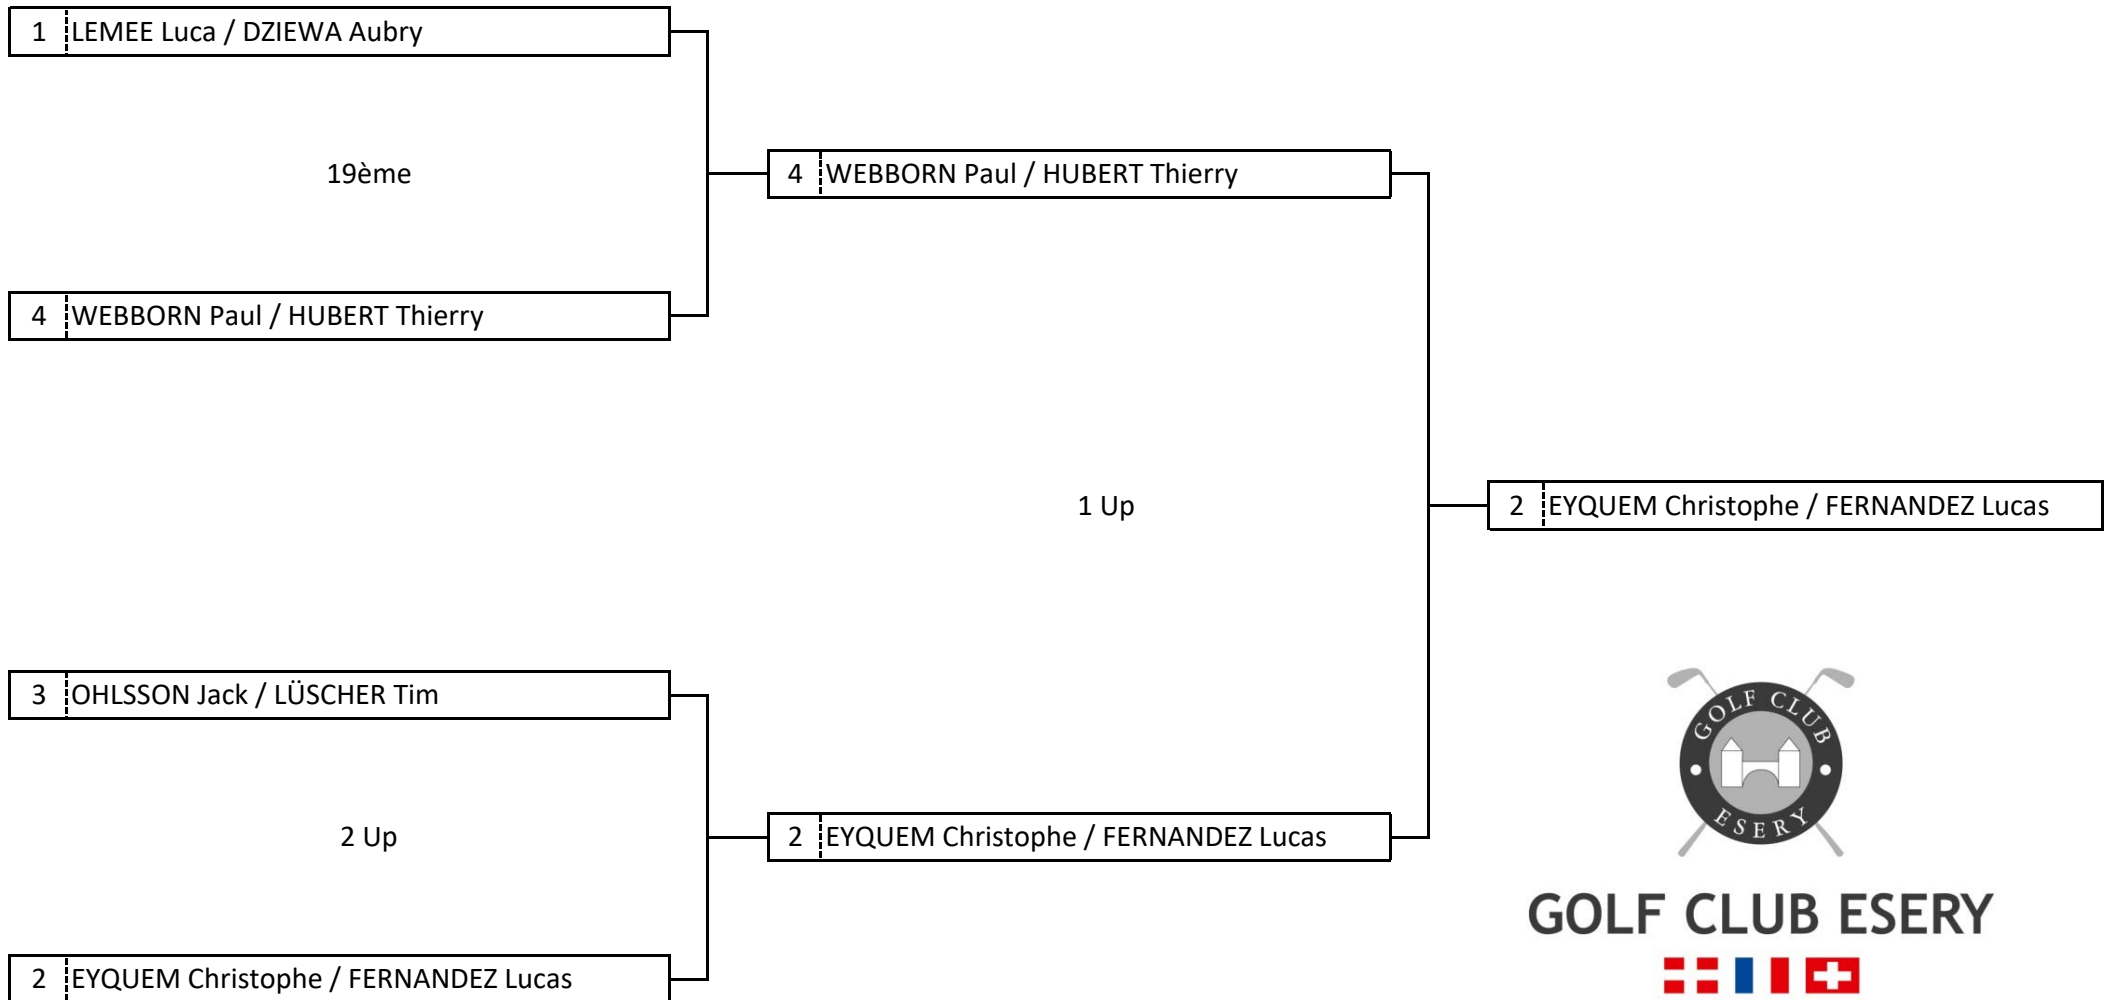 1 LEMEE Luca / DZIEWA Aubry
19ème
4 WEBBORN Paul / HUBERT Thierry
4 WEBBORN Paul / HUBERT Thierry
1 Up
2 EYQUEM Christophe / FERNANDEZ Lucas
3 OHLSSON Jack / LÜSCHER Tim
2 Up
2 EYQUEM Christophe / FERNANDEZ Lucas
2 EYQUEM Christophe / FERNANDEZ Lucas
GOLF CLUB
ESERY
GOLF CLUB ESERY